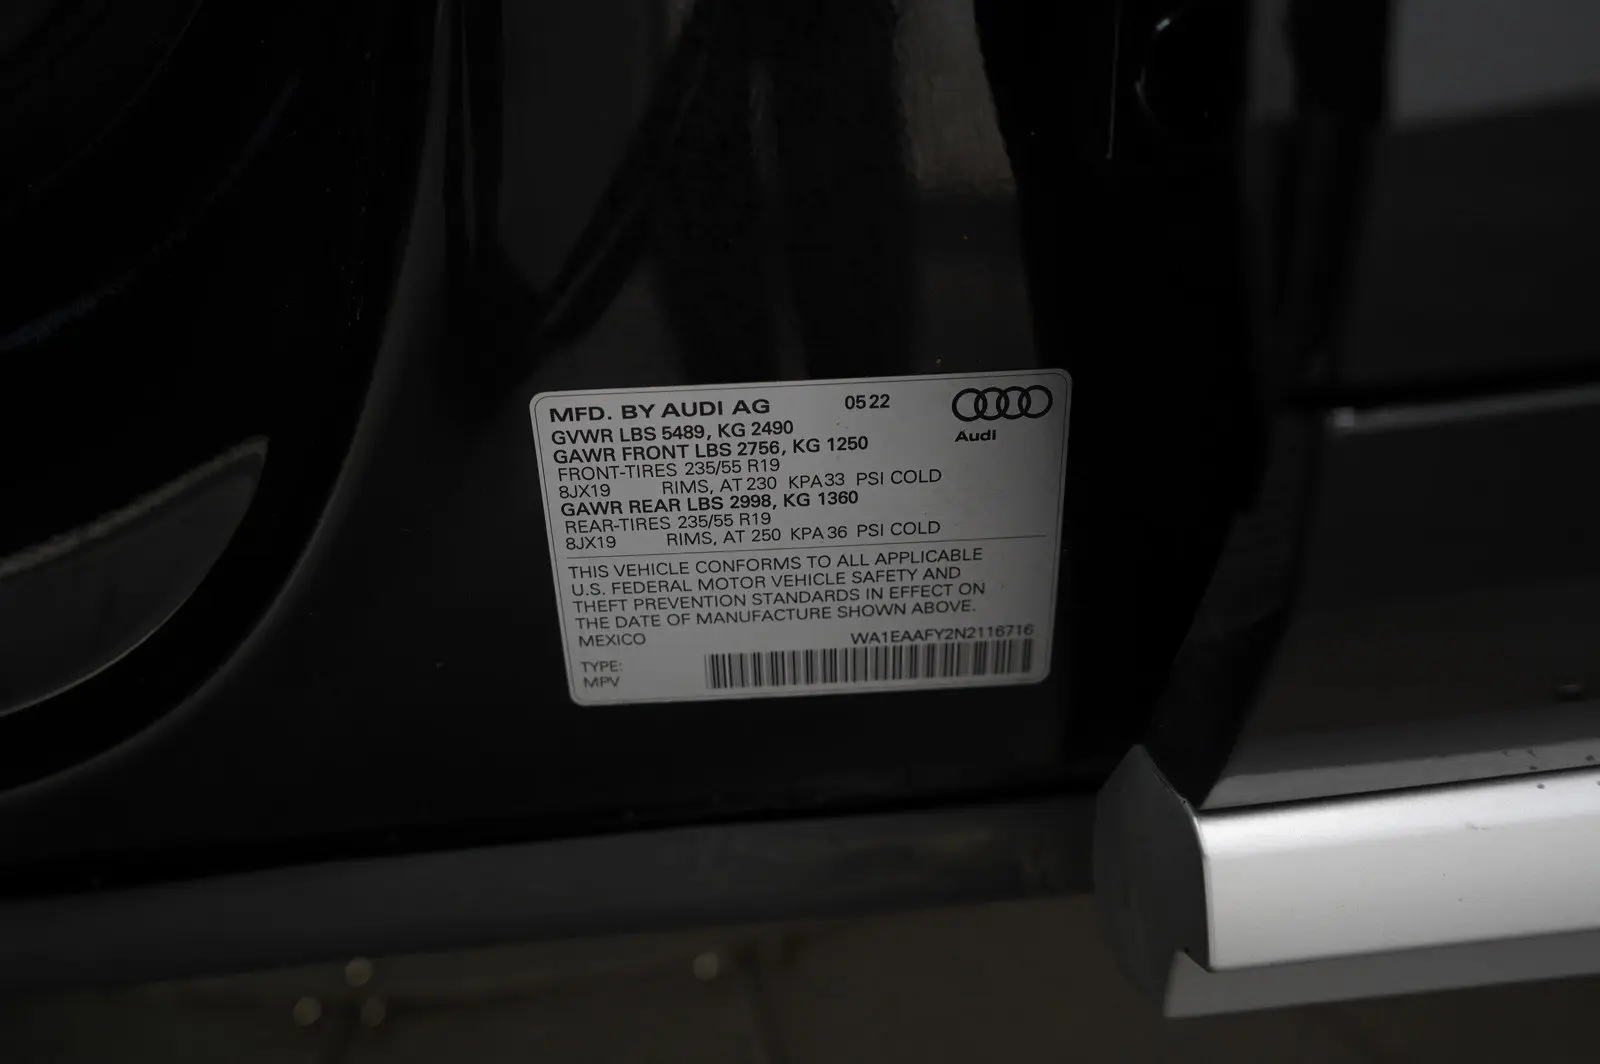 MFD. BY AUDI AG 0522
GVWR LBS 5489, KG 2490
Audi
GAWR FRONT LBS 2756, KG 1250
FRONT-TIRES 235/55 R19
8JX19 RIMS, AT 230 KPA33 PSI COLD
GAWR REAR LBS 2998, KG 1360
REAR-TIRES 235/55 R19
8JX19 RIMS, AT 250 KPA36 PSI COLD
THIS VEHICLE CONFORMS TO ALL APPLICABLE
U.S. FEDERAL MOTOR VEHICLE SAFETY AND
THEFT PREVENTION STANDARDS IN EFFECT ON
THE DATE OF MANUFACTURE SHOWN ABOVE.
MEXICO WA1EAAFY2N2116716
TYPE:
MPV